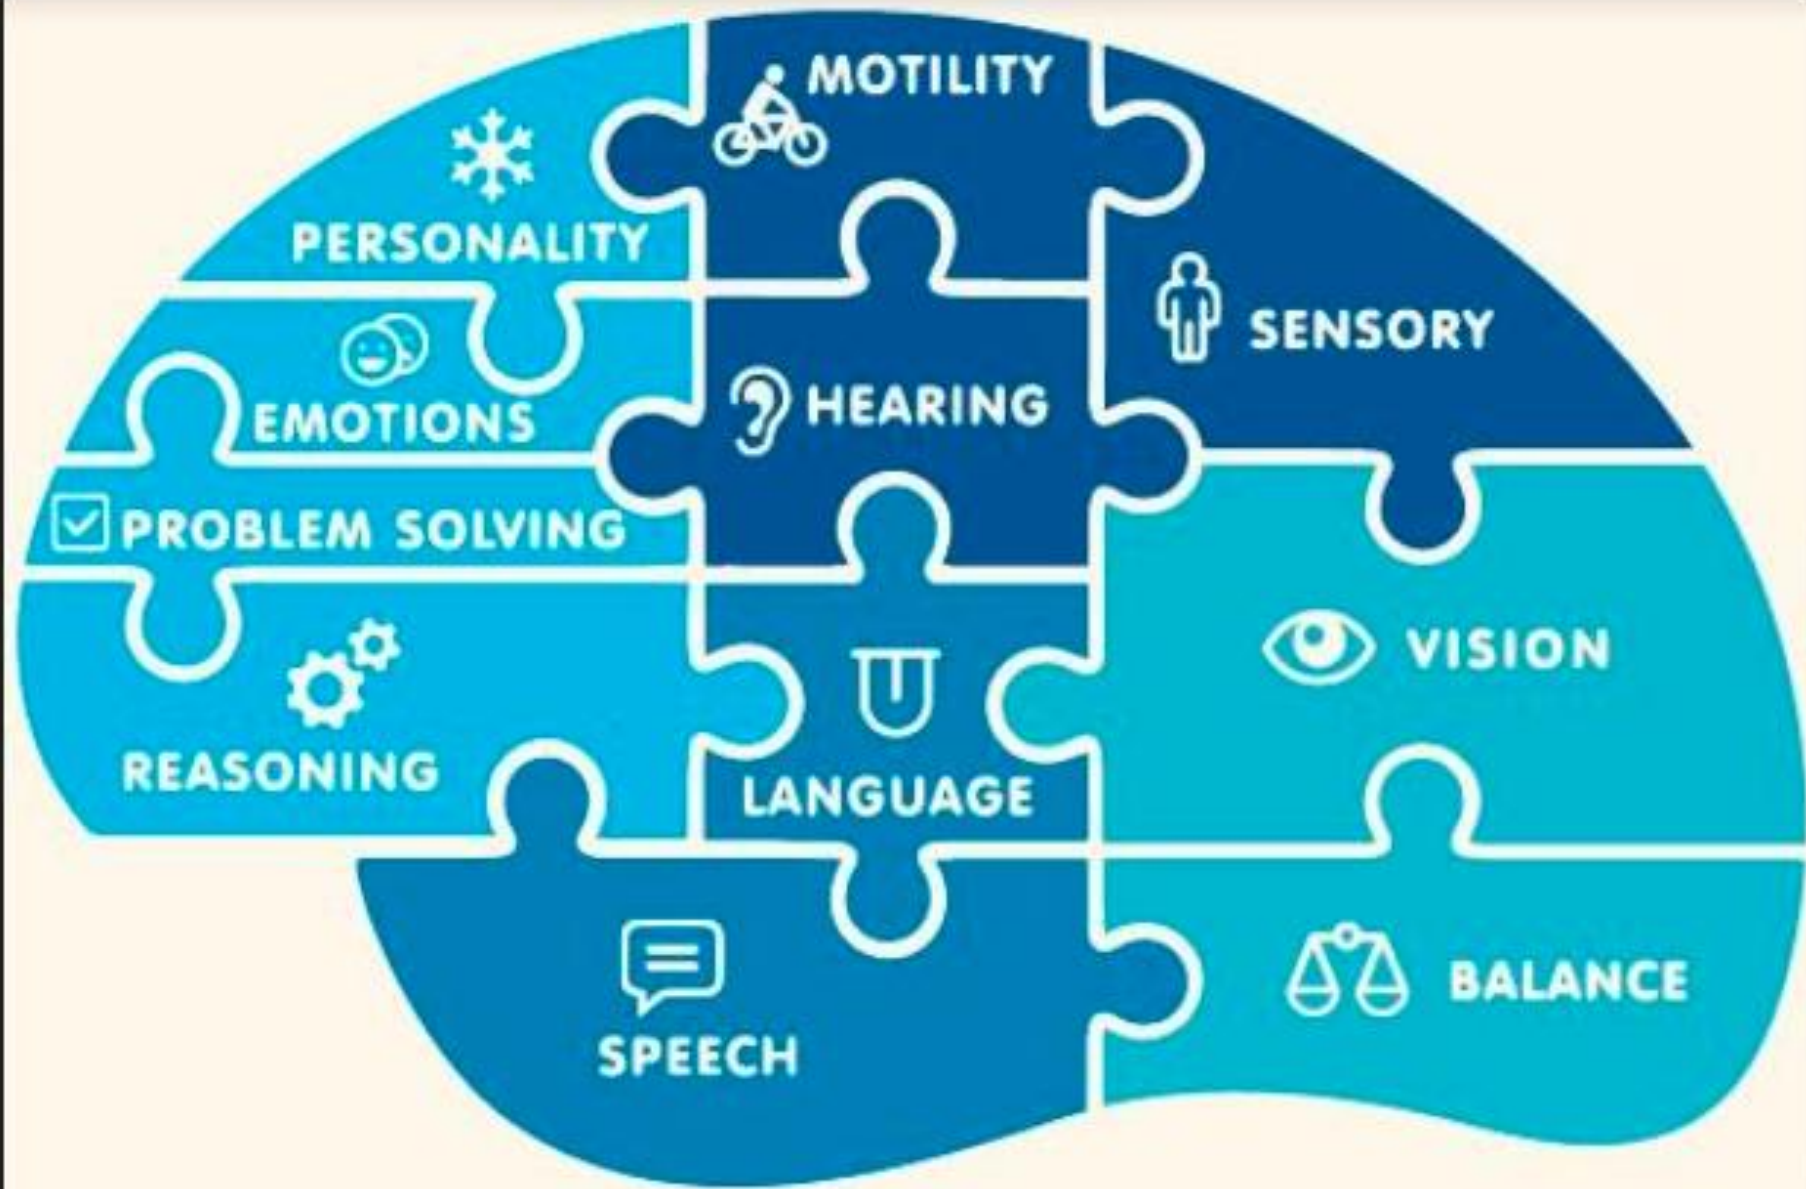 MOTILITY
PERSONALITY
SENSORY
EMOTIONS
HEARING
PROBLEM SOLVING
VISION
REASONING
LANGUAGE
BALANCE
SPEECH